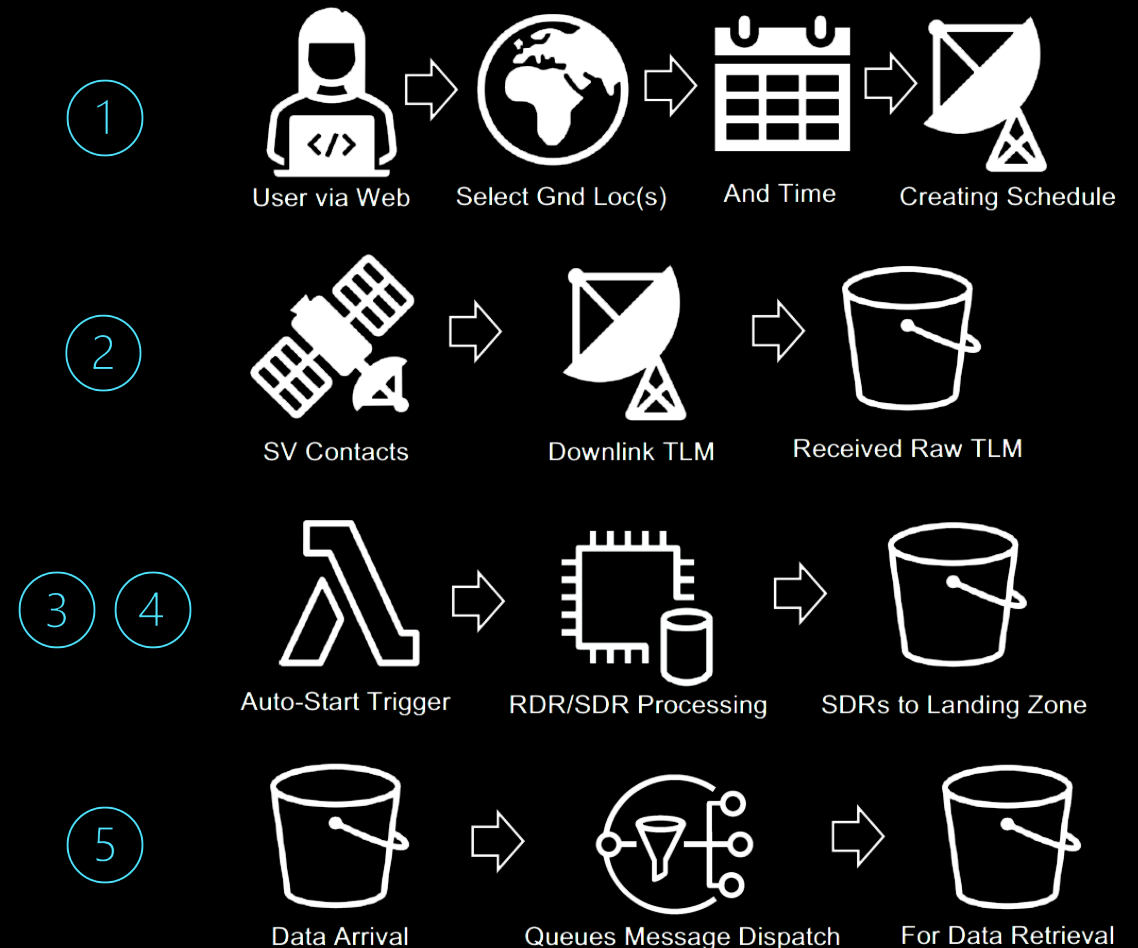 1
User via Web
Select Gnd Loc(s)
And Time
Creating Schedule
2
SV Contacts
Downlink TLM
Received Raw TLM
3
4
Auto-Start Trigger
RDR/SDR Processing
SDRs to Landing Zone
5
Data Arrival
Queues Message Dispatch
For Data Retrieval